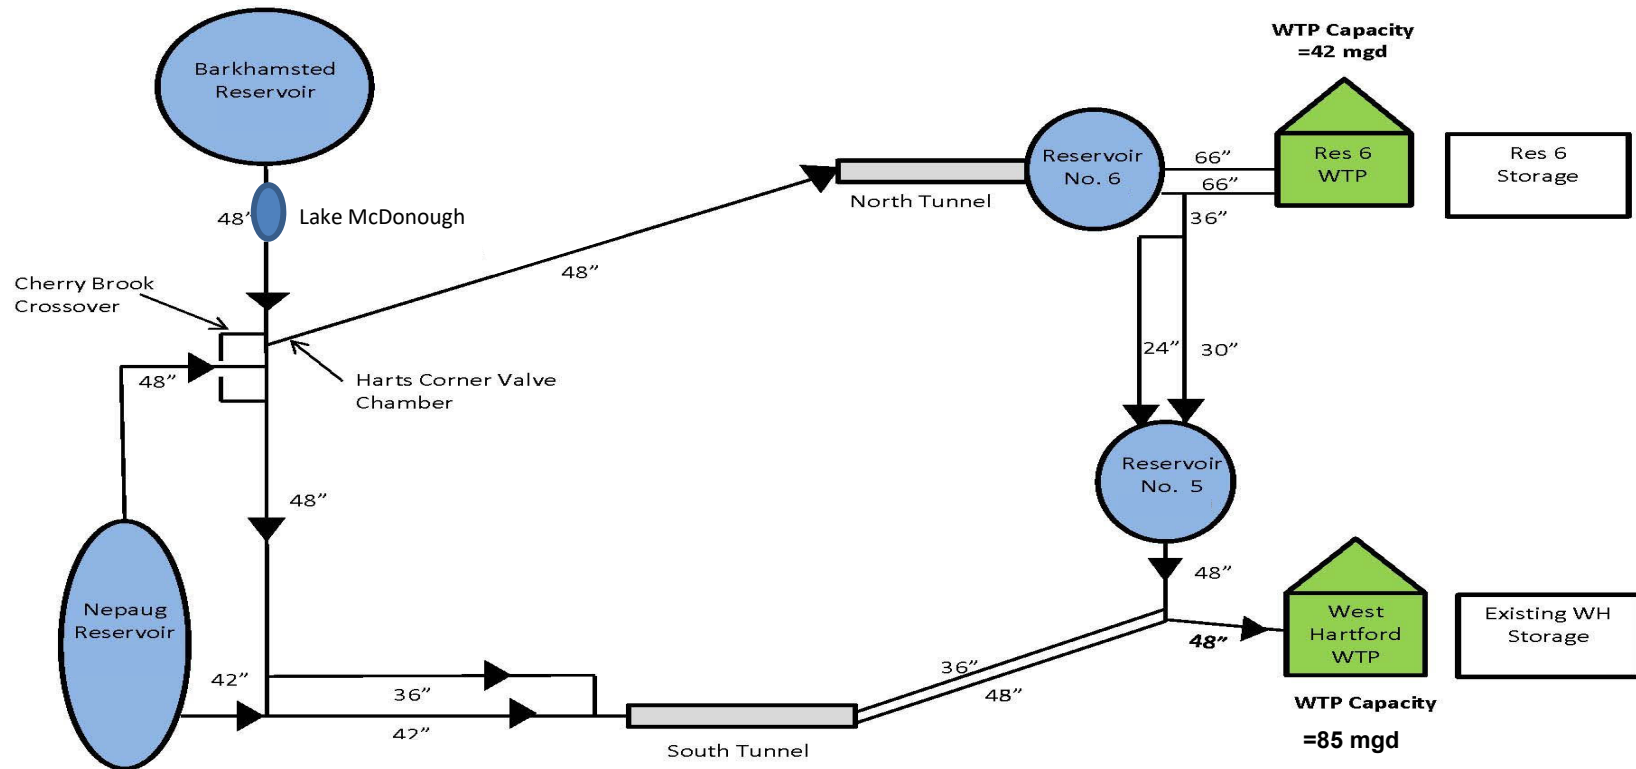 WTP Capacity
=42 mgd
Barkhamsted
Reservoir
Reservoir
No. 6
66”
66”
Res 6
WTP
Res 6
Storage
North Tunnel
36”
48”
Lake McDonough
48”
Cherry Brook
Crossover
24”
30”
48”
Harts Corner Valve
Chamber
Reservoir
No. 5
48”
48”
Nepaug
Reservoir
West
Hartford
WTP
Existing WH
Storage
48”
36”
48”
42”
36”
42”
South Tunnel
WTP Capacity
=85 mgd